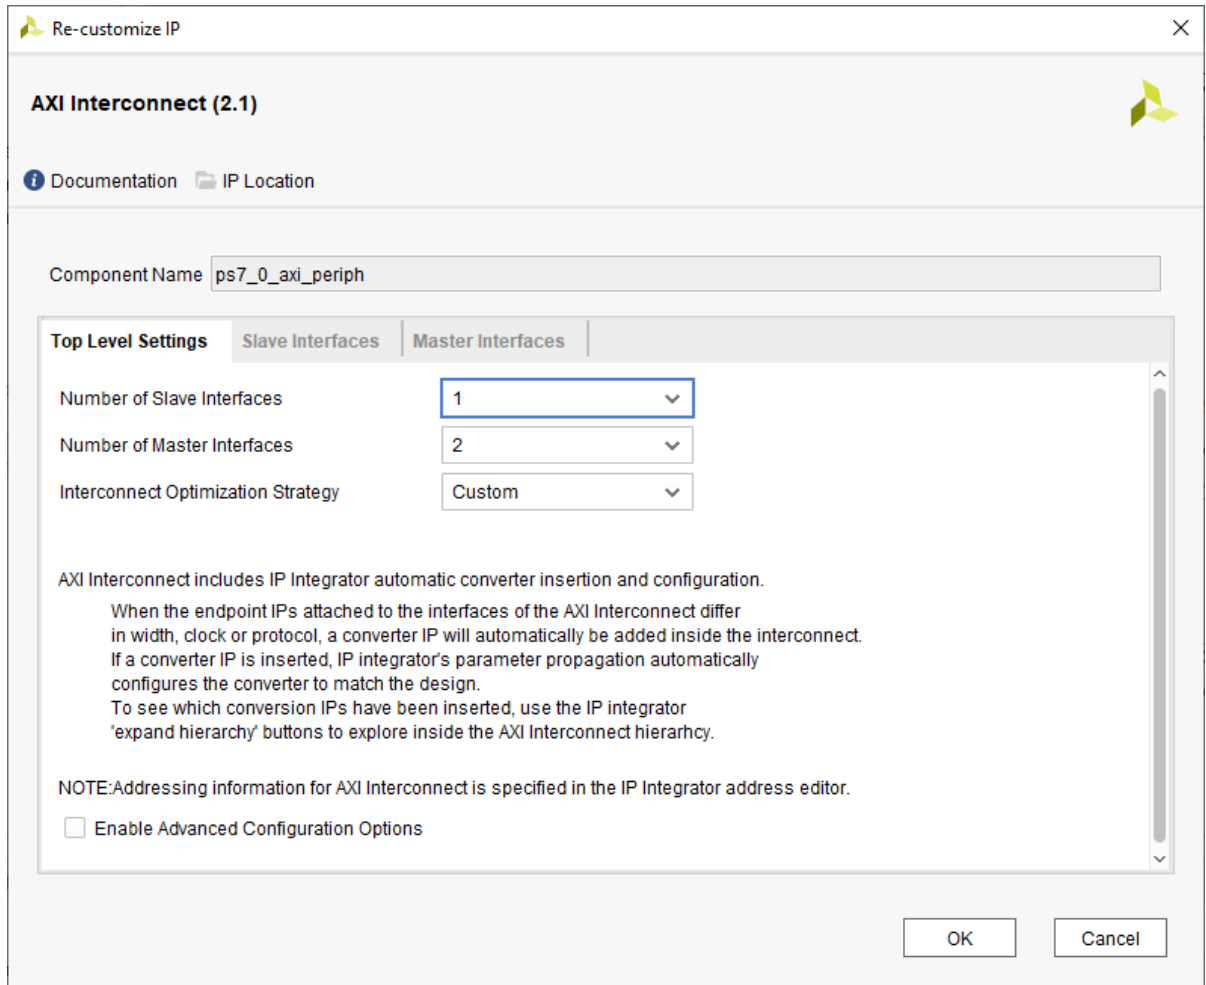 Re-customize IP
AXI Interconnect (2.1)
Documentation IP Location
Component Name ps7_0_axi_periph
Top Level Settings Slave Interfaces Master Interfaces
Number of Slave Interfaces 1
Number of Master Interfaces 2
Interconnect Optimization Strategy Custom
AXI Interconnect includes IP Integrator automatic converter insertion and configuration.
When the endpoint IPs attached to the interfaces of the AXI Interconnect differ
in width, clock or protocol, a converter IP will automatically be added inside the interconnect.
If a converter IP is inserted, IP integrator's parameter propagation automatically
configures the converter to match the design.
To see which conversion IPs have been inserted, use the IP integrator
'expand hierarchy' buttons to explore inside the AXI Interconnect hierarhcy.
NOTE:Addressing information for AXI Interconnect is specified in the IP Integrator address editor.
Enable Advanced Configuration Options
OK Cancel